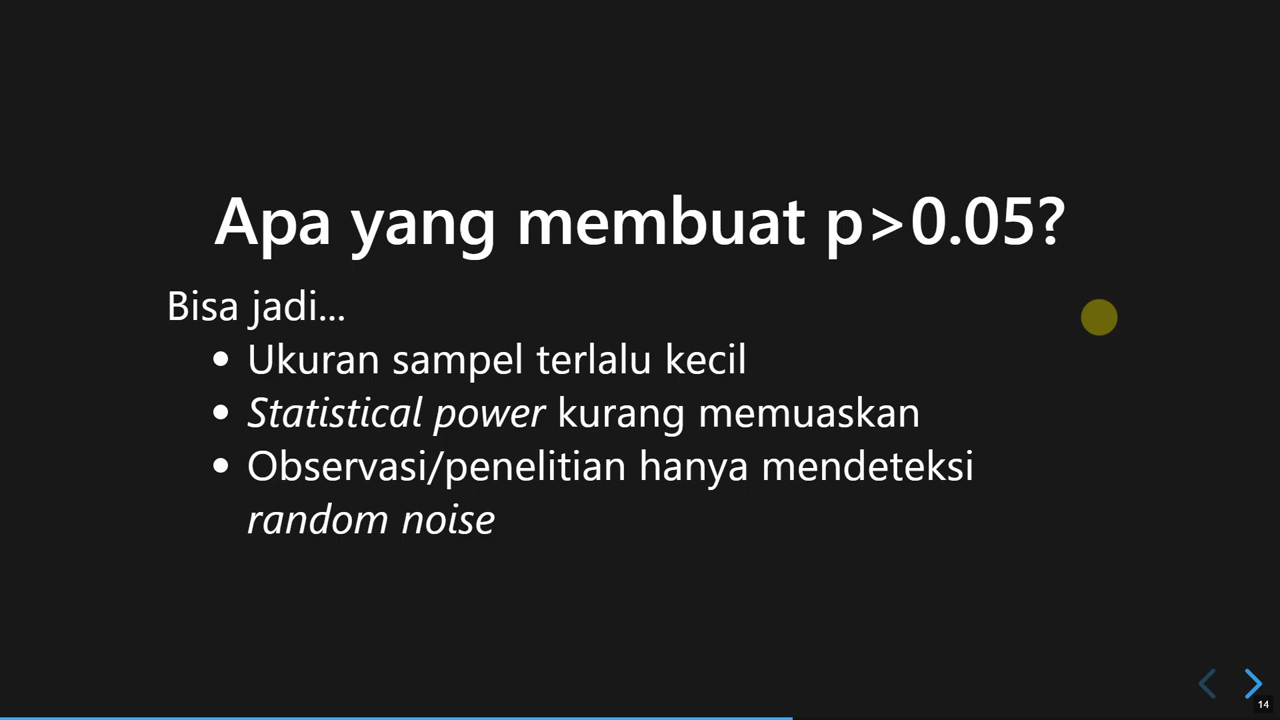 Apa yang membuat p>0.05?
Bisa jadi...
• Ukuran sampel terlalu kecil
• Statistical power kurang memuaskan
• Observasi/penelitian hanya mendeteksi
random noise
14